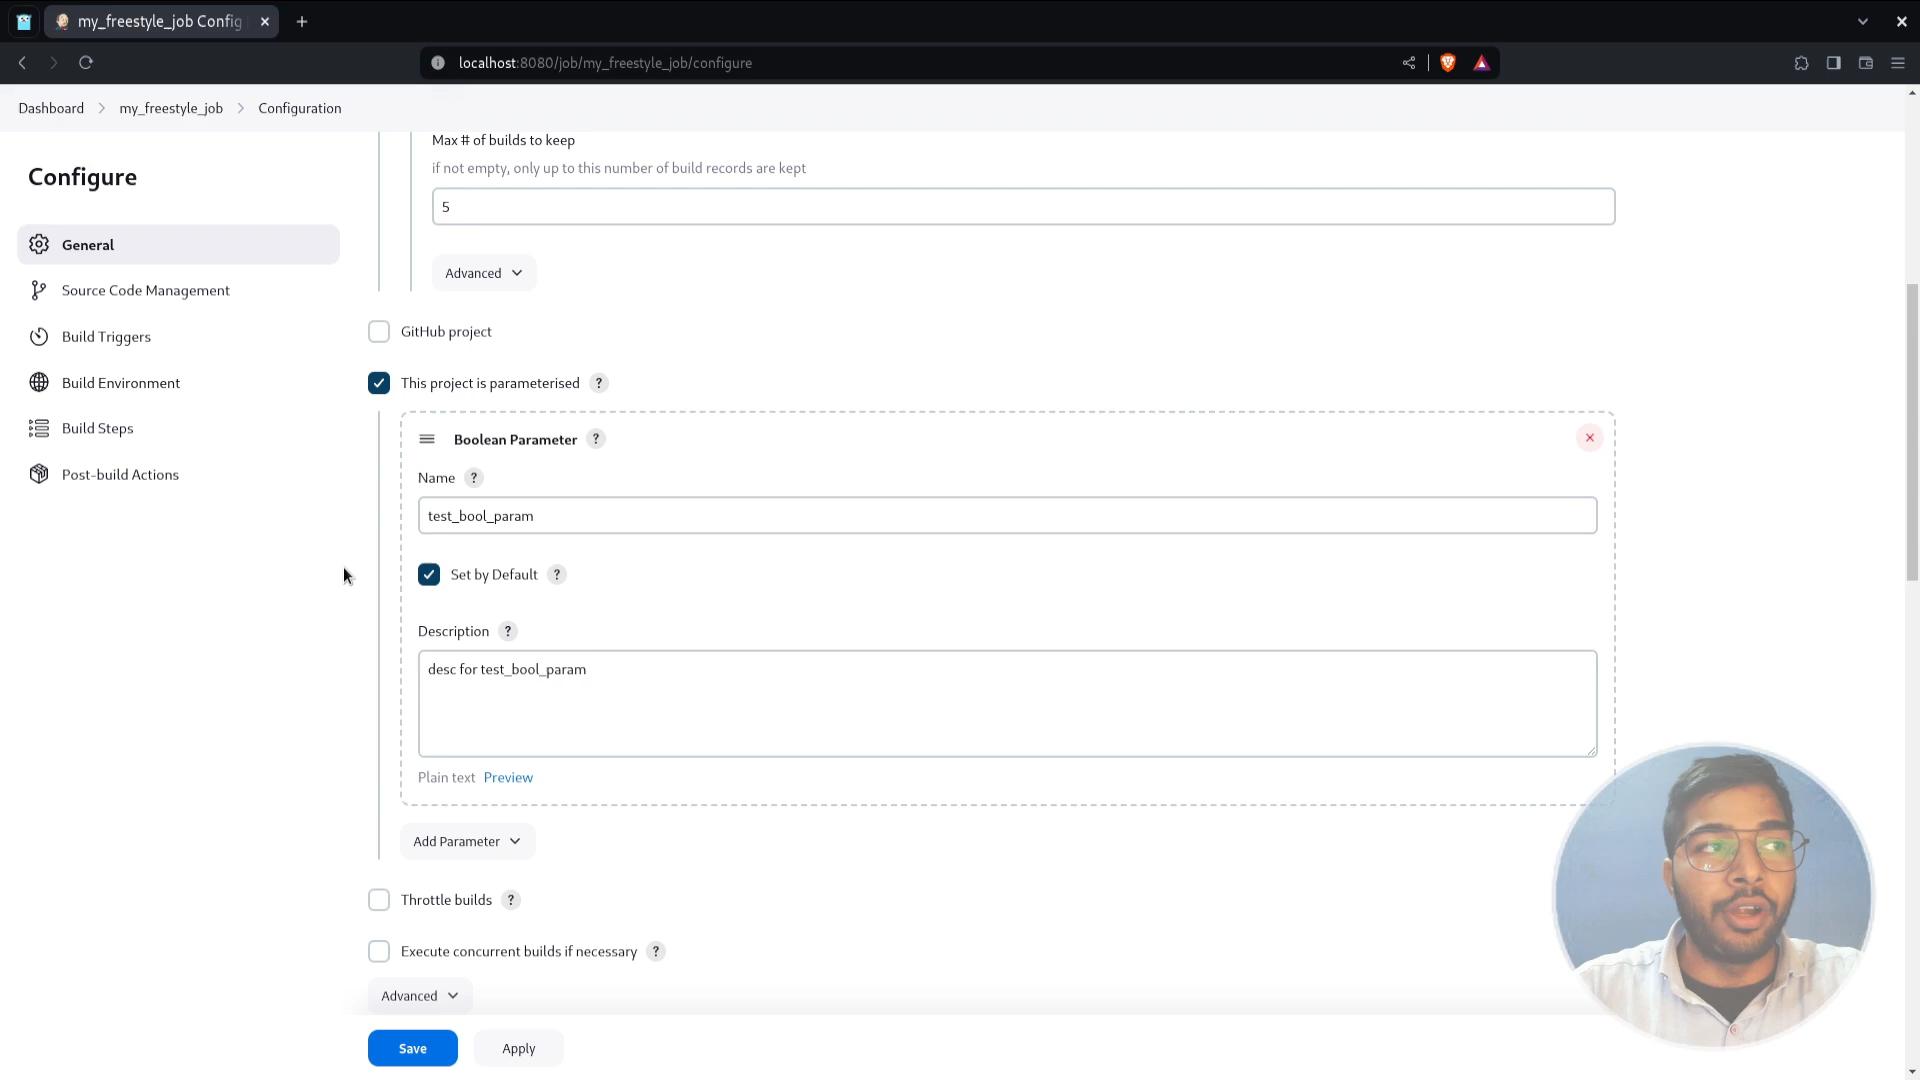 my_freestyle_job Config
localhost:8080/job/my_freestyle_job/configure
Dashboard
my_freestyle_job
Configuration
Configure
General
Source Code Management
Build Triggers
Build Environment
Build Steps
Post-build Actions
Max # of builds to keep
if not empty, only up to this number of build records are kept
5
Advanced
GitHub project
This project is parameterised ?
Boolean Parameter ?
Name ?
test_bool_param
Set by Default ?
Description ?
desc for test_bool_param
Plain text Preview
Add Parameter
Throttle builds ?
Execute concurrent builds if necessary ?
Advanced
Save
Apply